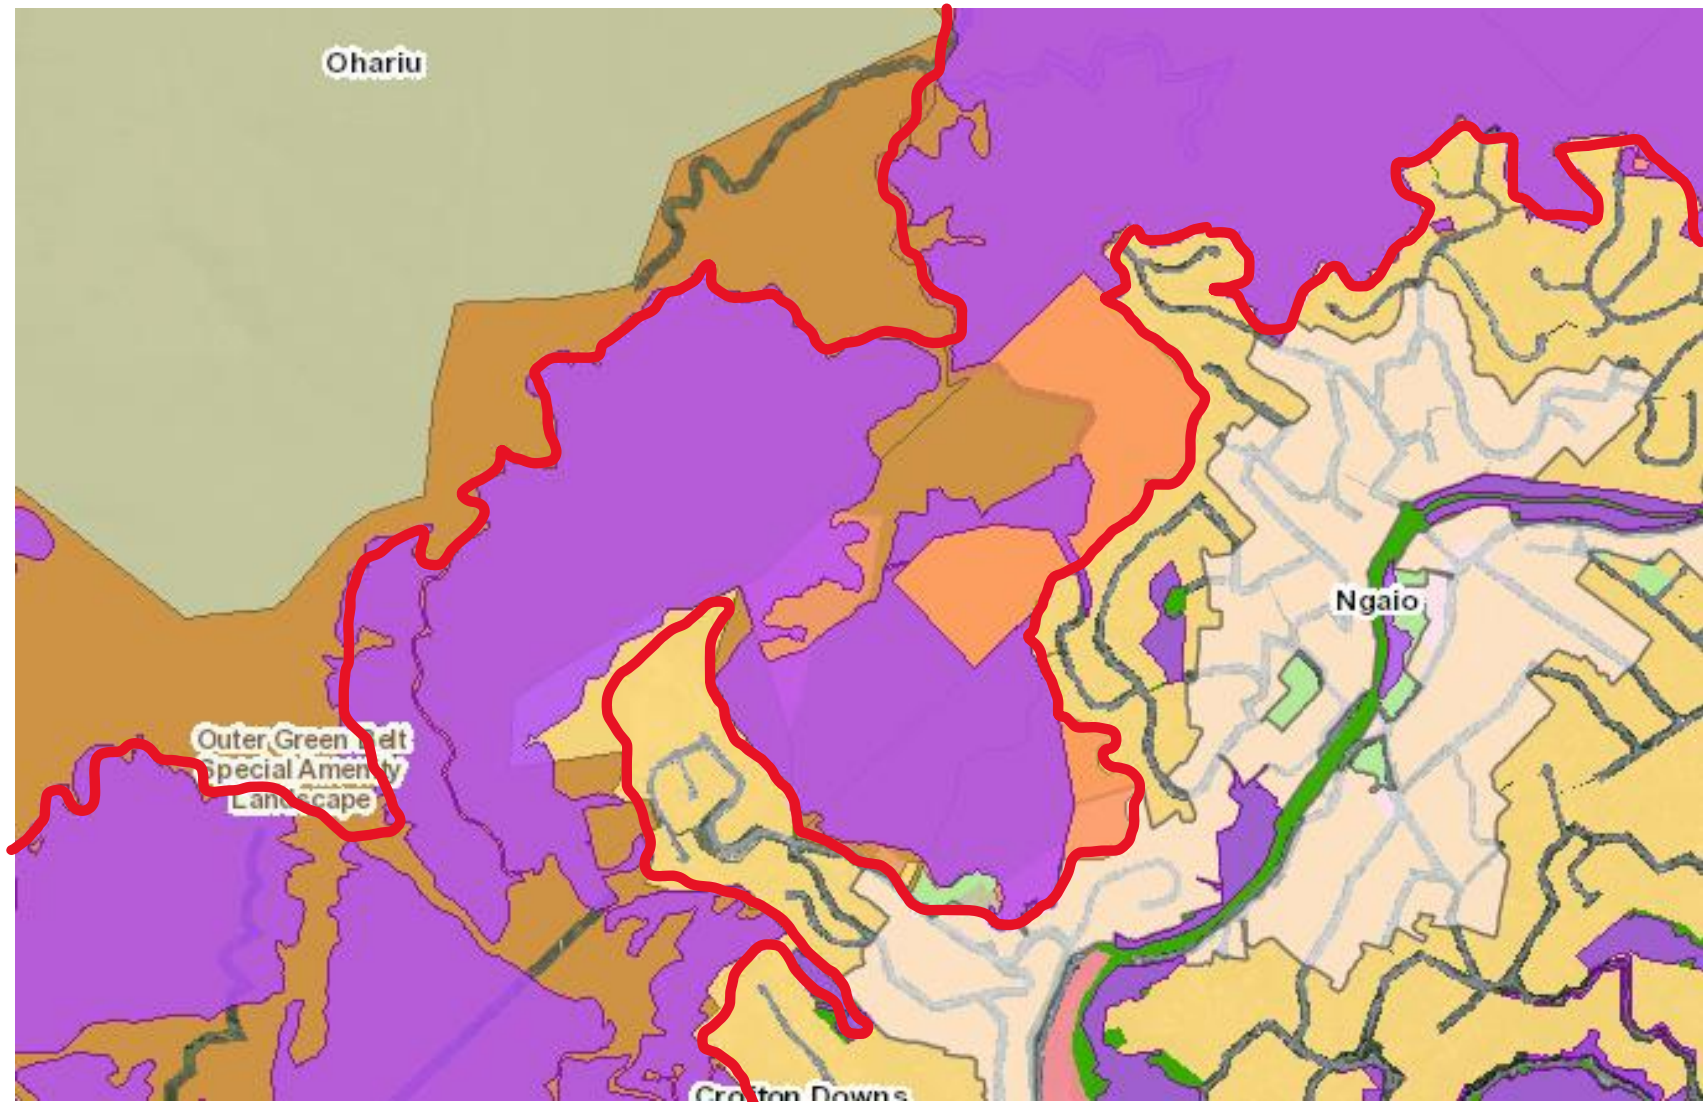 Ohariu
Ngaio
Outer Green Belt
Special Amenity
Landscape
Crofton Downs